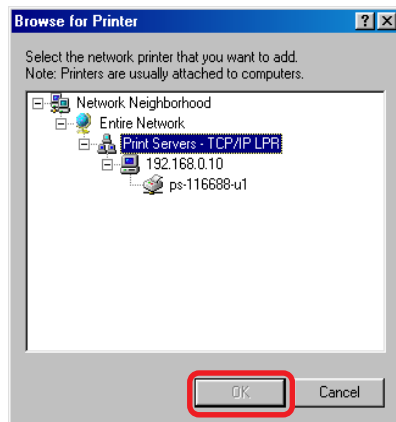 Browse for Printer
Select the network printer that you want to add.
Note: Printers are usually attached to computers.
Network Neighborhood
Entire Network
Print Servers - TCP/IP LPR
192.168.0.10
ps-116688-u1
OK
Cancel